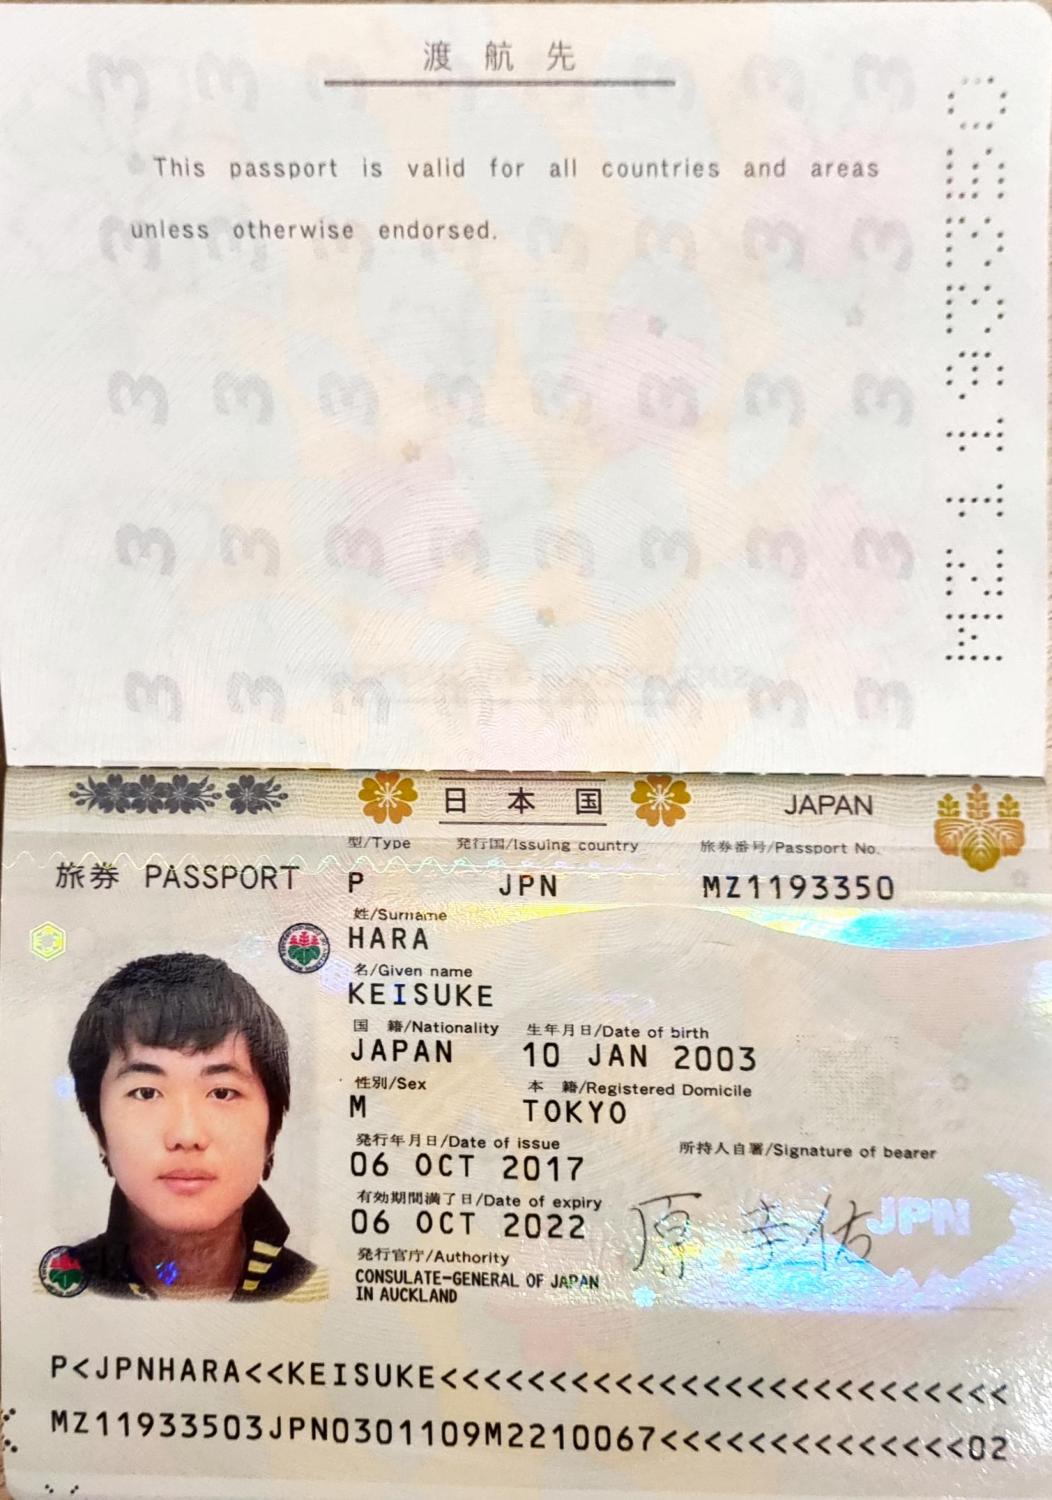 渡航先
This passport is valid for all countries and areas
unless otherwise endorsed.
MZ1193350
日本国
JAPAN
型/Type 発行国/Issuing country 旅券番号/Passport No.
旅券 PASSPORT P JPN MZ1193350
姓/Surname
HARA
名/Given name
KEISUKE
国 籍/Nationality 生年月日/Date of birth
JAPAN 10 JAN 2003
性別/Sex 本 籍/Registered Domicile
M TOKYO
発行年月日/Date of issue 所持人自署/Signature of bearer
06 OCT 2017
有効期間満了日/Date of expiry
06 OCT 2022
原 圭佑
JPN
発行官庁/Authority
CONSULATE-GENERAL OF JAPAN
IN AUCKLAND
P<JPNHARA<<KEISUKE<<<<<<<<<<<<<<<<<<<<<<<<<<
MZ11933503JPN0301109M2210067<<<<<<<<<<<<<<02